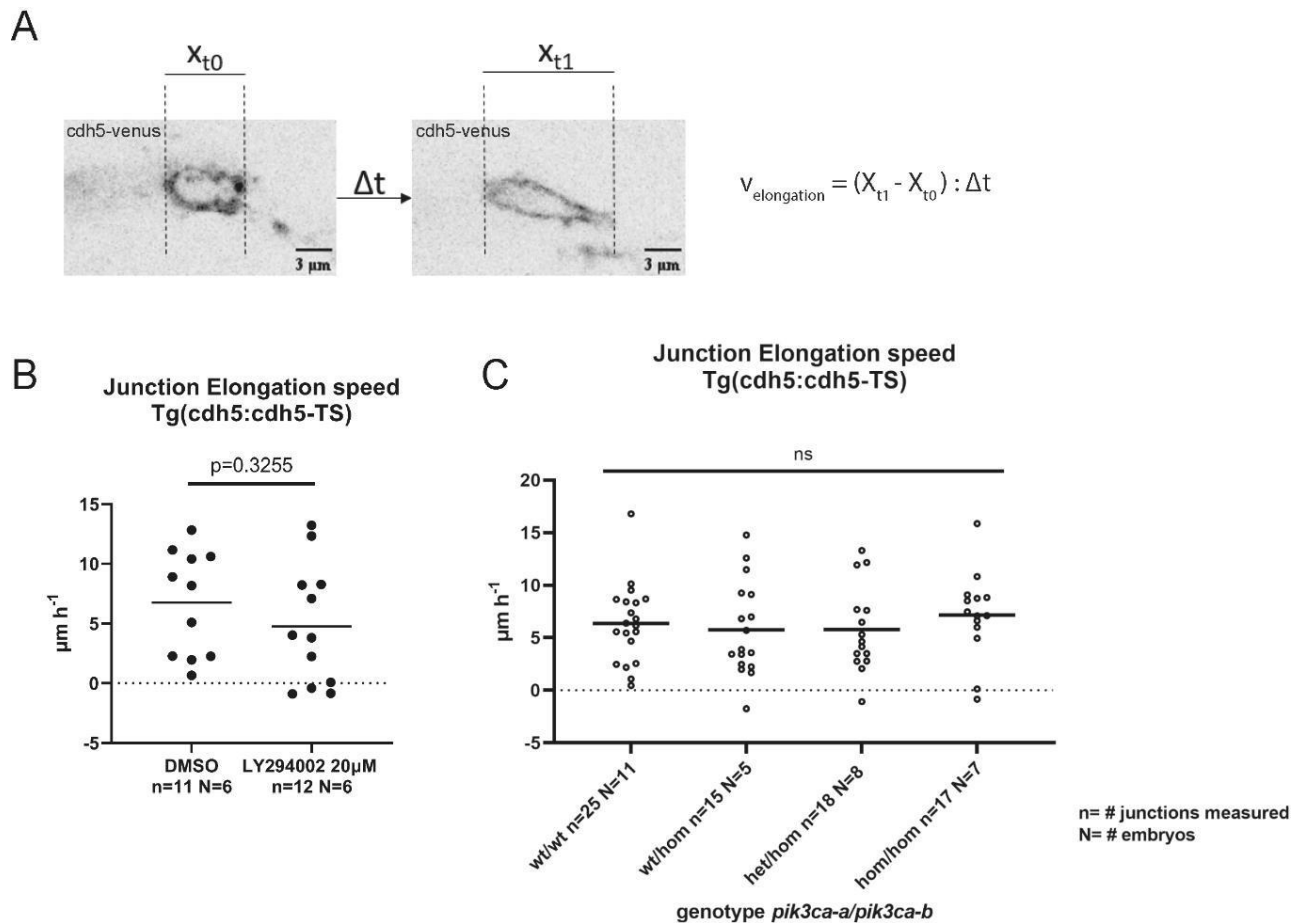 A
X_t0
X_t1
cdh5-venus
cdh5-venus
Δt
v_elongation = (X_t1 - X_t0) : Δt
3 µm
3 µm
B
Junction Elongation speed
Tg(cdh5:cdh5-TS)
p=0.3255
15
10
5
0
-5
µm h⁻¹
DMSO
n=11 N=6
LY294002 20µM
n=12 N=6
C
Junction Elongation speed
Tg(cdh5:cdh5-TS)
ns
20
15
10
5
0
-5
µm h⁻¹
wt/wt n=25 N=11
wt/hom n=15 N=5
het/hom n=18 N=8
hom/hom n=17 N=7
genotype pik3ca-a/pik3ca-b
n= # junctions measured
N= # embryos